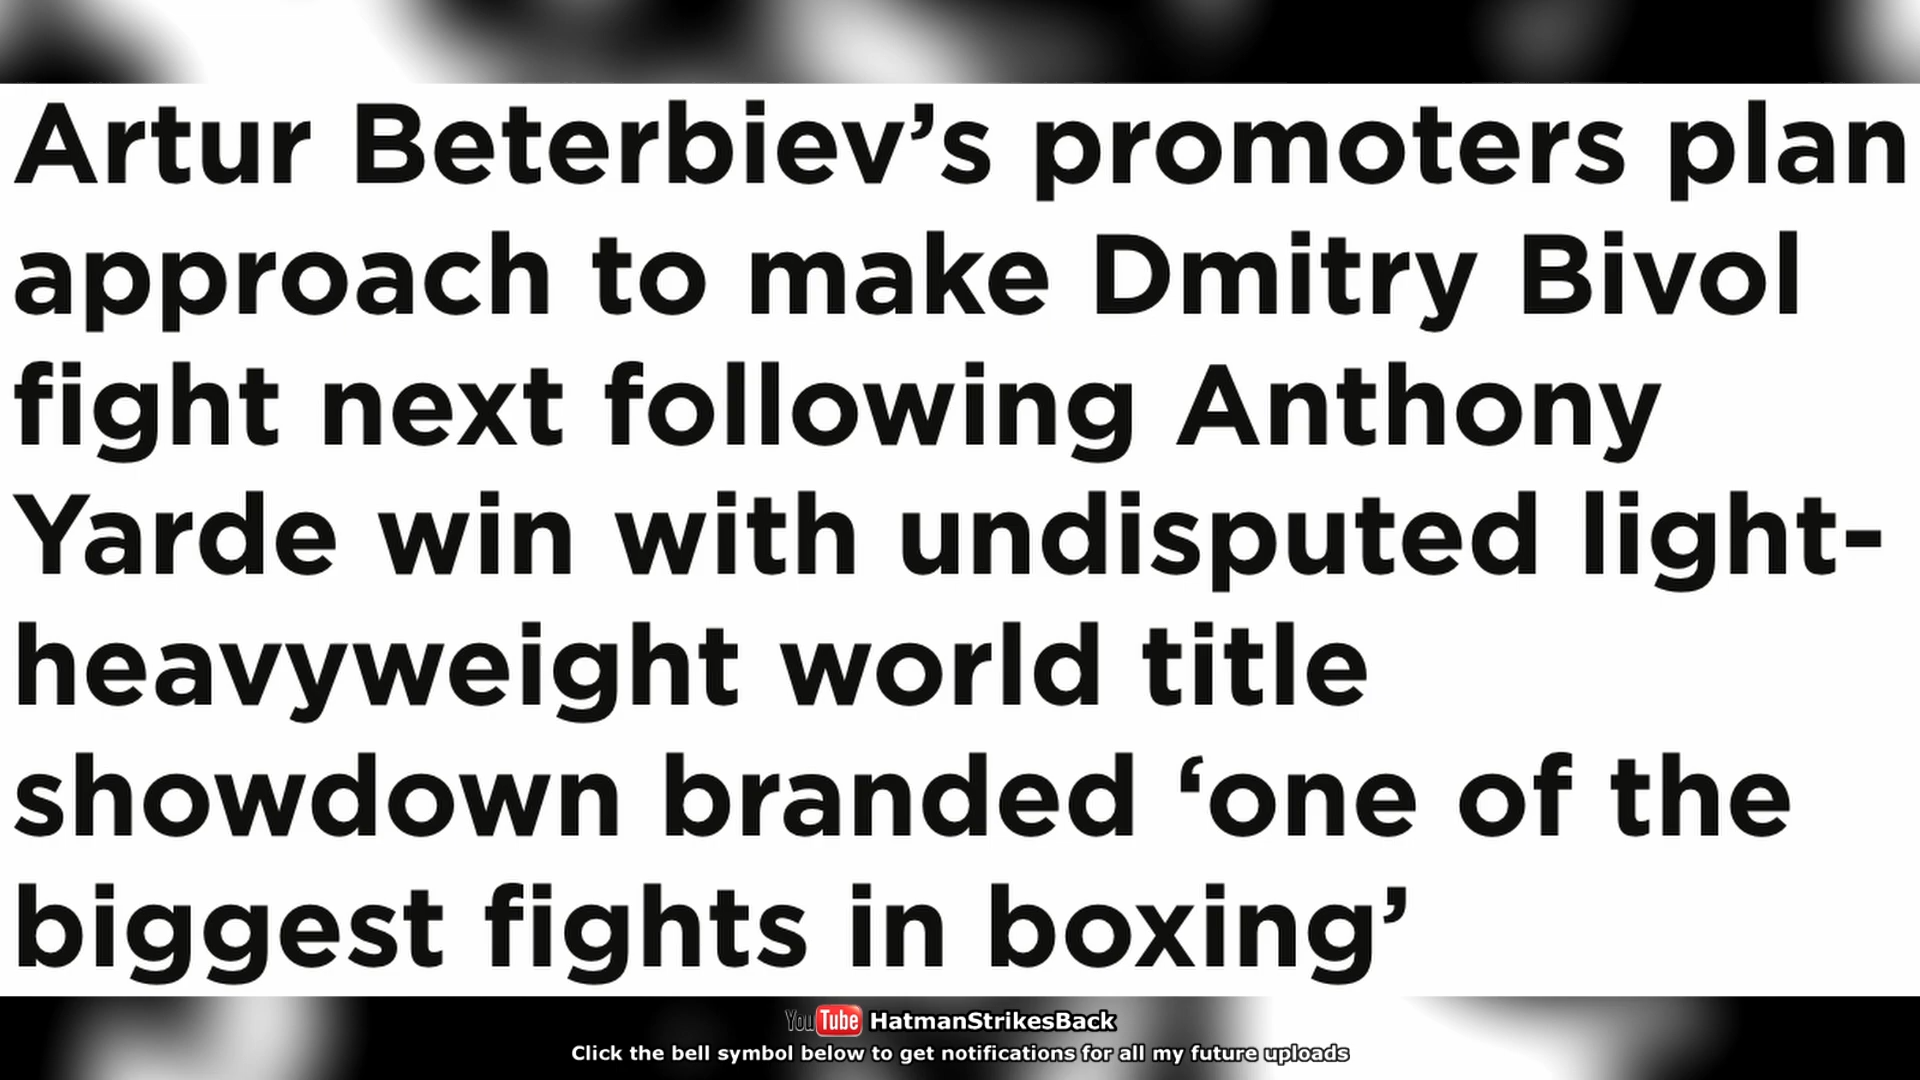 Artur Beterbiev’s promoters plan
approach to make Dmitry Bivol
fight next following Anthony
Yarde win with undisputed light-
heavyweight world title
showdown branded ‘one of the
biggest fights in boxing’
YouTube HatmanStrikesBack
Click the bell symbol below to get notifications for all my future uploads